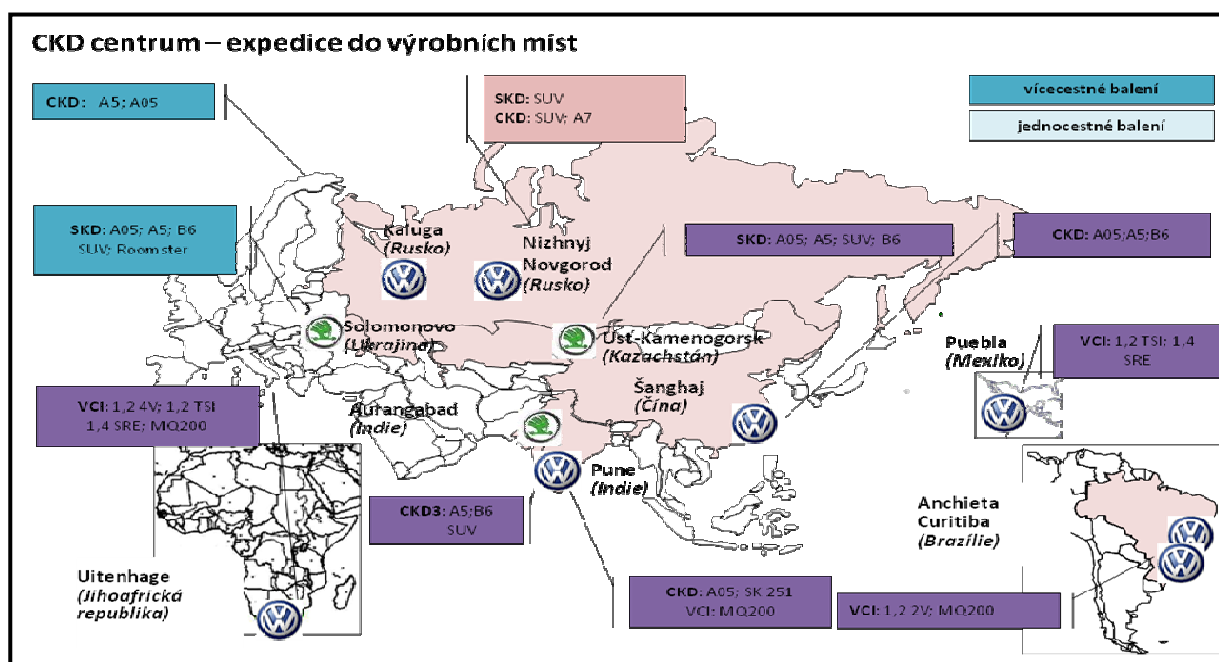 CKD centrum – expedice do výrobních míst
CKD: A5; A05
SKD: SUV
CKD: SUV; A7
vícecestné balení
jednocestné balení
SKD: A05; A5; B6
SUV; Roomster
Kaluga
(Rusko)
Nizhnyj
Novgorod
(Rusko)
SKD: A05; A5; SUV; B6
CKD: A05;A5;B6
Solomonovo
(Ukrajina)
Ust-Kamenogorsk
(Kazachstán)
Puebla
(Mexiko)
VCI: 1,2 TSI; 1,4
SRE
VCI: 1,2 4V; 1,2 TSI
1,4 SRE; MQ200
Aurangabad
(Indie)
Šanghaj
(Čína)
Pune
(Indie)
CKD3: A5;B6
SUV
Anchieta
Curitiba
(Brazílie)
Uitenhage
(Jihoafrická
republika)
CKD: A05; SK 251
VCI: MQ200
VCI: 1,2 2V; MQ200